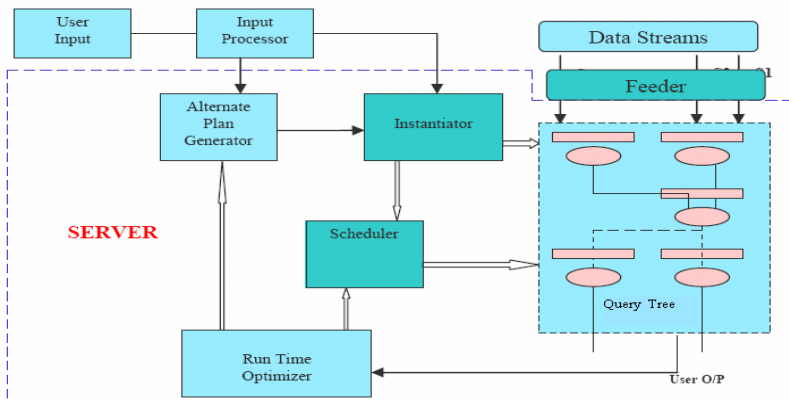 User
Input
Input
Processor
Data Streams
Feeder
Alternate
Plan
Generator
Instantiator
SERVER
Scheduler
Query Tree
Run Time
Optimizer
User O/P